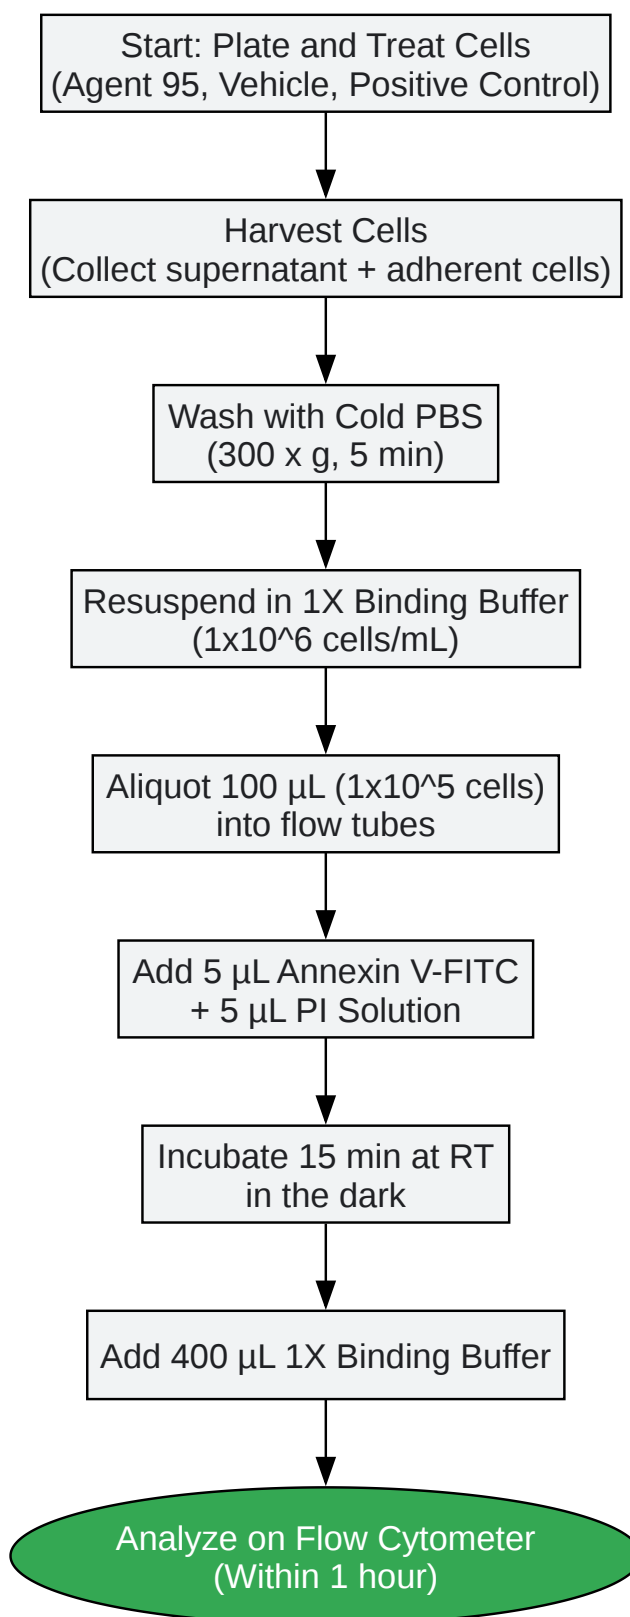 Start: Plate and Treat Cells
(Agent 95, Vehicle, Positive Control)
Harvest Cells
(Collect supernatant + adherent cells)
Wash with Cold PBS
(300 x g, 5 min)
Resuspend in 1X Binding Buffer
(1x10^6 cells/mL)
Aliquot 100 µL (1x10^5 cells)
into flow tubes
Add 5 µL Annexin V-FITC
+ 5 µL PI Solution
Incubate 15 min at RT
in the dark
Add 400 µL 1X Binding Buffer
Analyze on Flow Cytometer
(Within 1 hour)